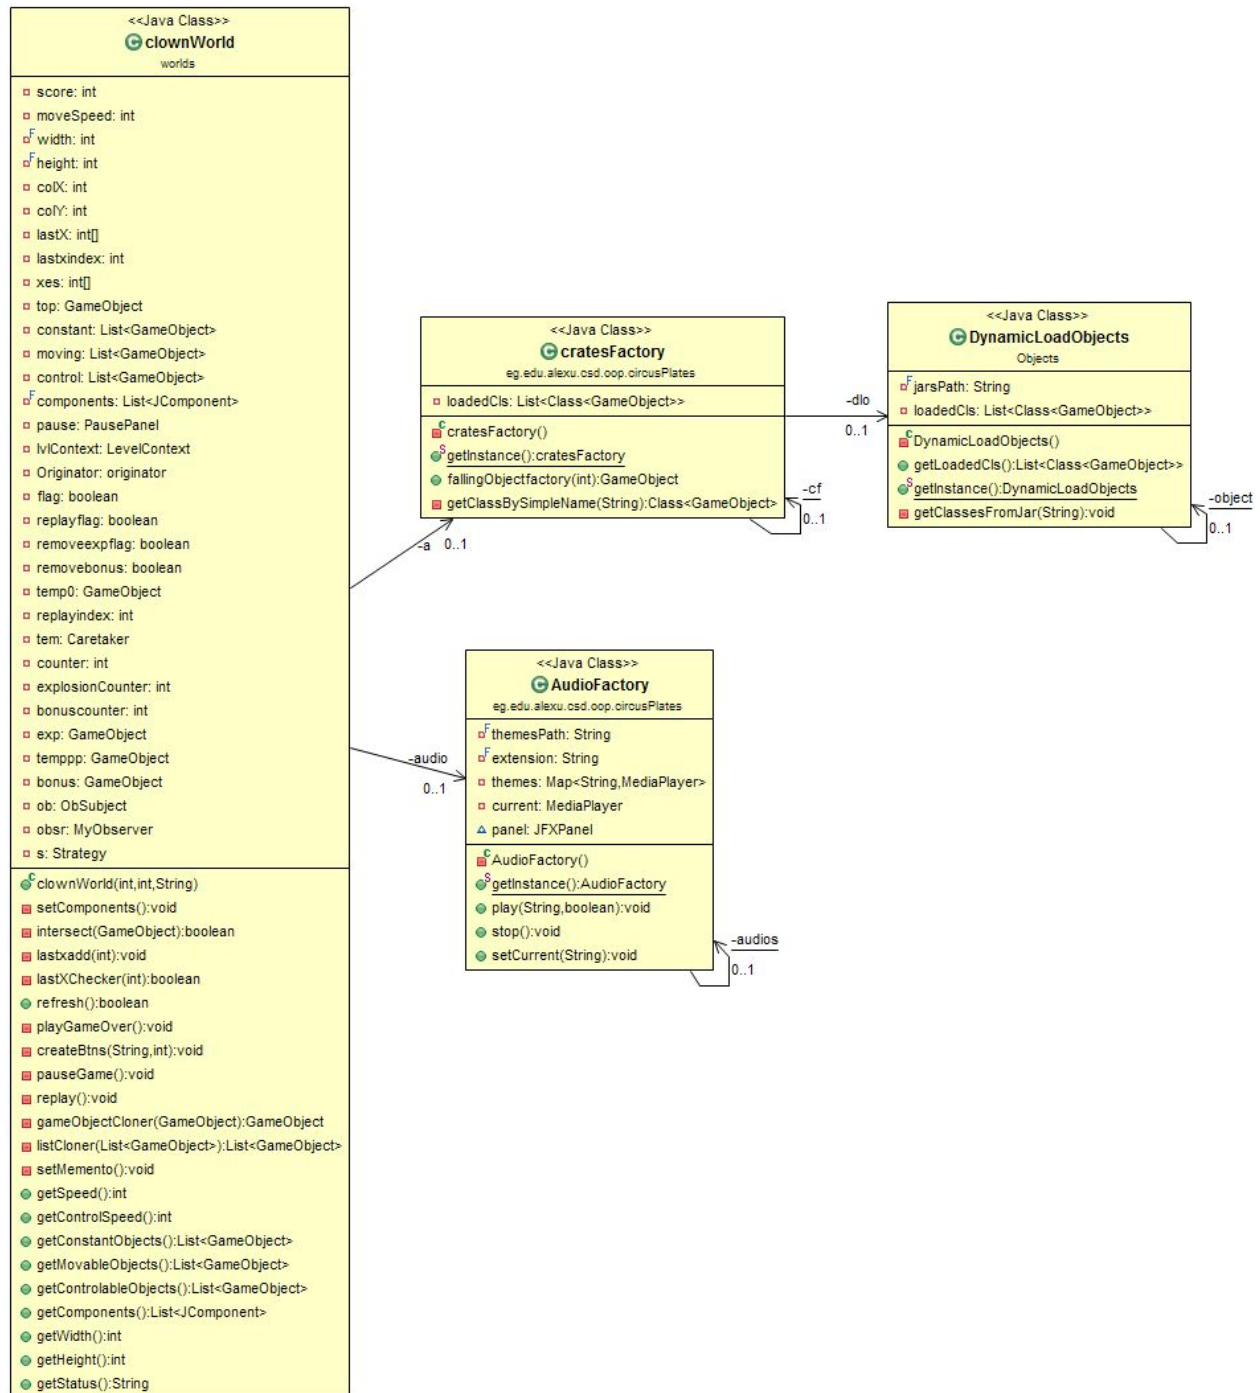 <<Java Class>>
clownWorld
worlds
score: int
moveSpeed: int
F width: int
F height: int
colX: int
colY: int
lastX: int[]
lastxindex: int
xes: int[]
top: GameObject
constant: List<GameObject>
moving: List<GameObject>
control: List<GameObject>
F components: List<JComponent>
pause: PausePanel
lvlContext: LevelContext
Originator: originator
flag: boolean
replayflag: boolean
removeexpflag: boolean
removebonus: boolean
temp0: GameObject
replayindex: int
tem: Caretaker
counter: int
explosionCounter: int
bonuscounter: int
exp: GameObject
temppp: GameObject
bonus: GameObject
ob: ObSubject
obsr: MyObserver
s: Strategy
C clownWorld(int,int,String)
setComponents():void
intersect(GameObject):boolean
lastxadd(int):void
lastXChecker(int):boolean
refresh():boolean
playGameOver():void
createBtns(String,int):void
pauseGame():void
replay():void
gameObjectCloner(GameObject):GameObject
listCloner(List<GameObject>):List<GameObject>
setMemento():void
getSpeed():int
getControlSpeed():int
getConstantObjects():List<GameObject>
getMovableObjects():List<GameObject>
getControlableObjects():List<GameObject>
getComponents():List<JComponent>
getWidth():int
getHeight():int
getStatus():String
-a 0..1
<<Java Class>>
cratesFactory
eg.edu.alexu.csd.oop.circusPlates
loadedCls: List<Class<GameObject>>
C cratesFactory()
S getInstance():cratesFactory
fallingObjectfactory(int):GameObject
getClassBySimpleName(String):Class<GameObject>
-cf
0..1
-dlo
0..1
<<Java Class>>
DynamicLoadObjects
Objects
F jarsPath: String
loadedCls: List<Class<GameObject>>
C DynamicLoadObjects()
getLoadedCls():List<Class<GameObject>>
S getInstance():DynamicLoadObjects
getClassesFromJar(String):void
-object
0..1
-audio
0..1
<<Java Class>>
AudioFactory
eg.edu.alexu.csd.oop.circusPlates
F themesPath: String
F extension: String
themes: Map<String,MediaPlayer>
current: MediaPlayer
panel: JFXPanel
C AudioFactory()
S getInstance():AudioFactory
play(String,boolean):void
stop():void
setCurrent(String):void
-audios
0..1